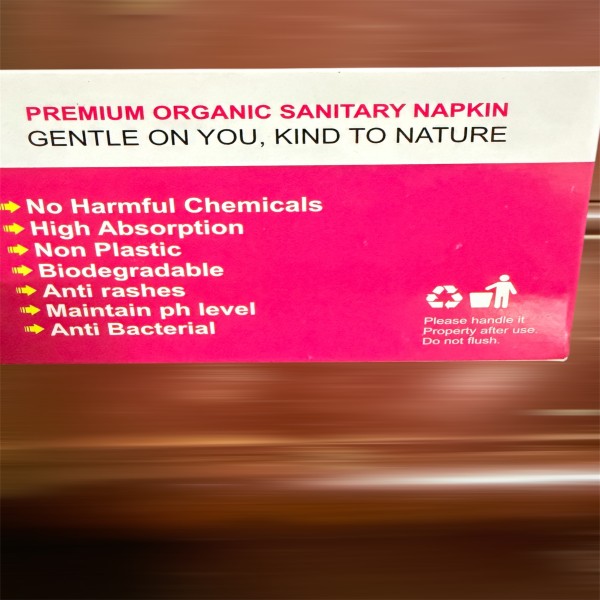 PREMIUM ORGANIC SANITARY NAPKIN
GENTLE ON YOU, KIND TO NATURE
No Harmful Chemicals
High Absorption
Non Plastic
Biodegradable
Anti rashes
Maintain ph level
Anti Bacterial
Please handle it
Property after use.
Do not flush.